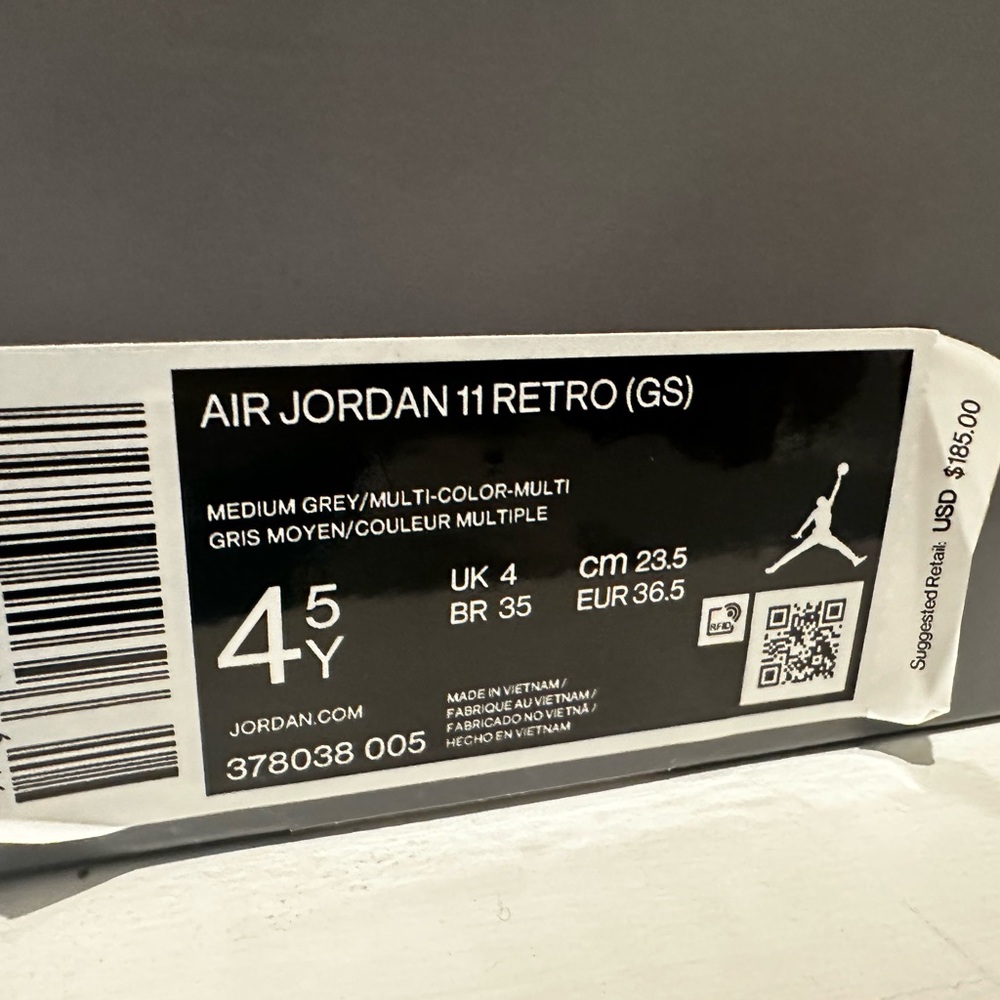 AIR JORDAN 11 RETRO (GS)
MEDIUM GREY/MULTI-COLOR-MULTI
GRIS MOYEN/COULEUR MULTIPLE
4 5 Y
UK 4
BR 35
cm 23.5
EUR 36.5
RFID
JORDAN.COM
378038 005
MADE IN VIETNAM /
FABRIQUE AU VIETNAM /
FABRICADO NO VIETNÃ /
HECHO EN VIETNAM
Suggested Retail: USD $185.00